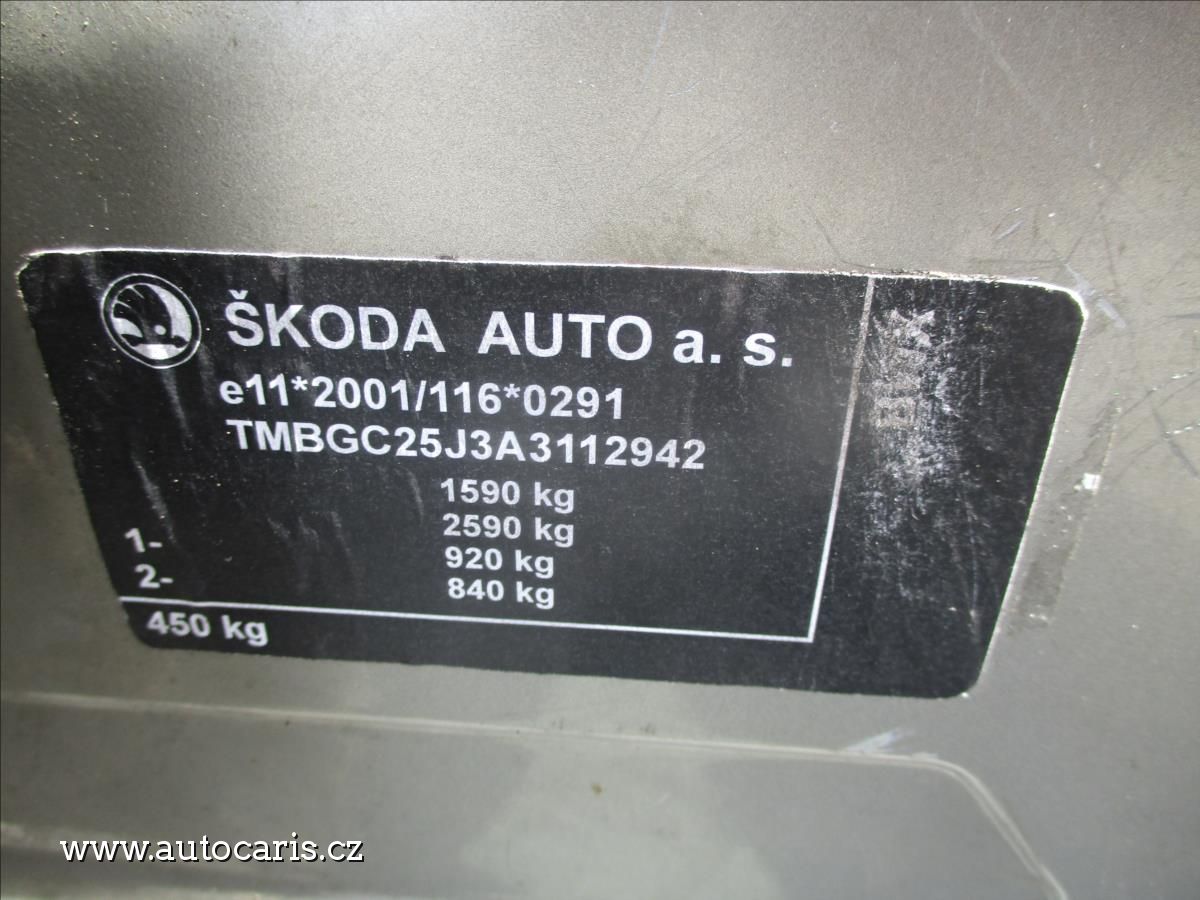 ŠKODA AUTO a. s.
e11*2001/116*0291
TMBGC25J3A3112942
1590 kg
2590 kg
1- 920 kg
2- 840 kg
450 kg
www.autocaris.cz